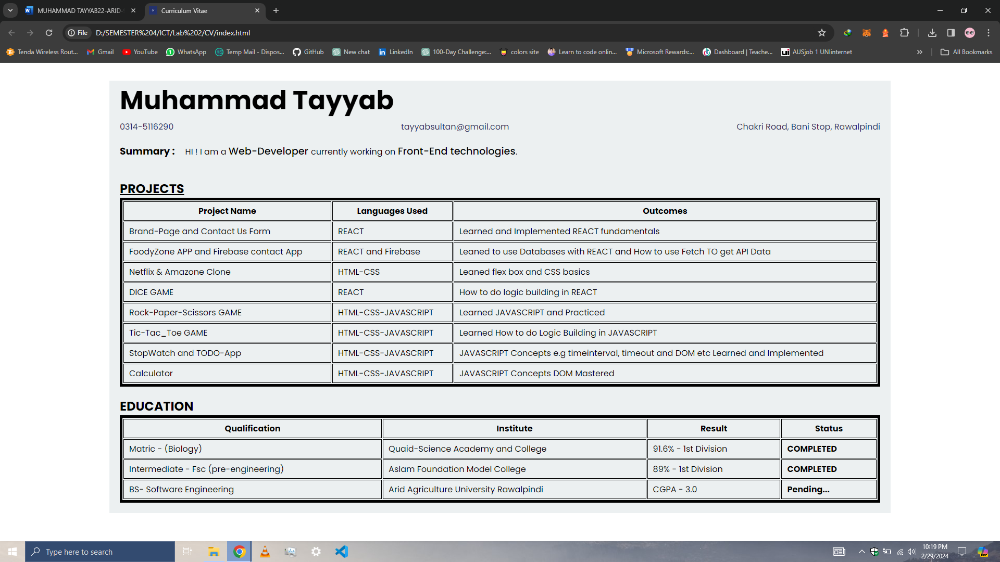 MUHAMMAD TAYYAB22-ARID-
Curriculum Vitae
File D:/SEMESTER%204/ICT/Lab%202/CV/index.html
Tenda Wireless Rout... Gmail YouTube WhatsApp Temp Mail - Dispos... GitHub New chat LinkedIn 100-Day Challenge:... colors site Learn to code onlin... Microsoft Rewards:... Dashboard | Teache... AUSjob 1 UNIinternet All Bookmarks
Muhammad Tayyab
0314-5116290 tayyabsultan@gmail.com Chakri Road, Bani Stop, Rawalpindi
Summary : HI ! I am a Web-Developer currently working on Front-End technologies.
PROJECTS
Project Name Languages Used Outcomes
Brand-Page and Contact Us Form REACT Learned and Implemented REACT fundamentals
FoodyZone APP and Firebase contact App REACT and Firebase Leaned to use Databases with REACT and How to use Fetch TO get API Data
Netflix & Amazone Clone HTML-CSS Leaned flex box and CSS basics
DICE GAME REACT How to do logic building in REACT
Rock-Paper-Scissors GAME HTML-CSS-JAVASCRIPT Learned JAVASCRIPT and Practiced
Tic-Tac_Toe GAME HTML-CSS-JAVASCRIPT Learned How to do Logic Building in JAVASCRIPT
StopWatch and TODO-App HTML-CSS-JAVASCRIPT JAVASCRIPT Concepts e.g timeinterval, timeout and DOM etc Learned and Implemented
Calculator HTML-CSS-JAVASCRIPT JAVASCRIPT Concepts DOM Mastered
EDUCATION
Qualification Institute Result Status
Matric - (Biology) Quaid-Science Academy and College 91.6% - 1st Division COMPLETED
Intermediate - Fsc (pre-engineering) Aslam Foundation Model College 89% - 1st Division COMPLETED
BS- Software Engineering Arid Agriculture University Rawalpindi CGPA - 3.0 Pending...
Type here to search
10:19 PM
2/29/2024